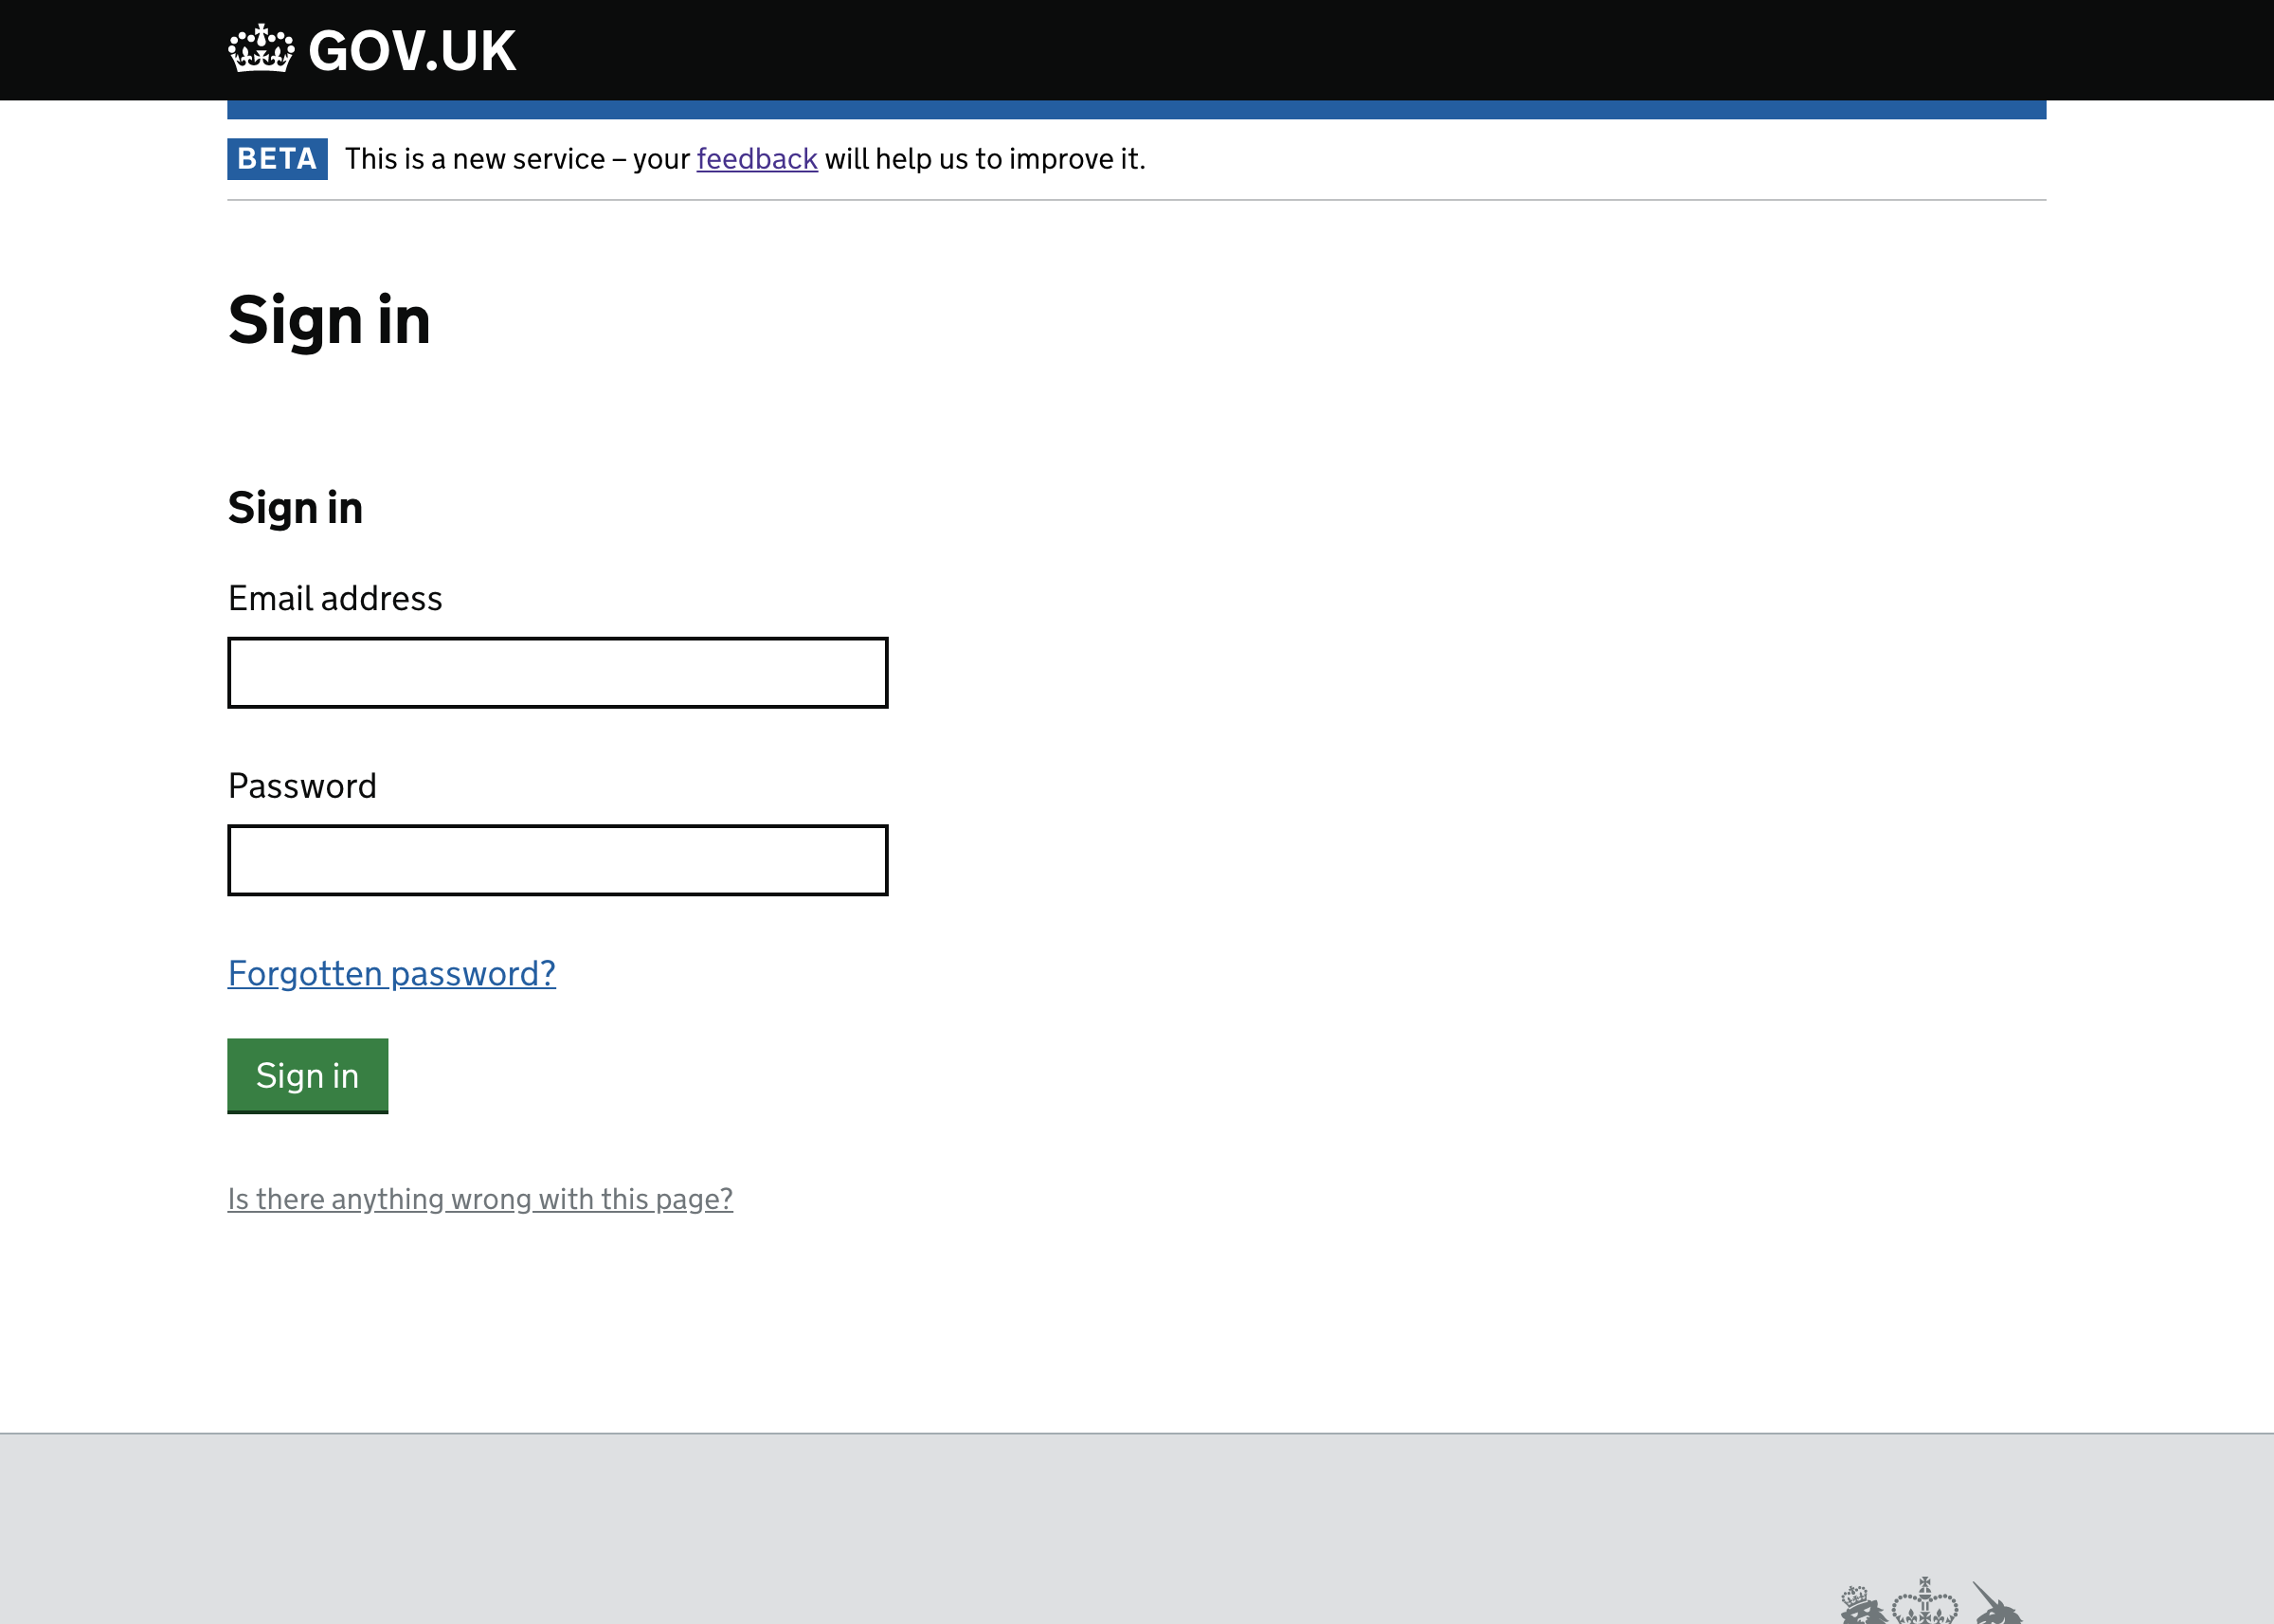 GOV.UK
BETA This is a new service – your feedback will help us to improve it.
Sign in
Sign in
Email address
Password
Forgotten password?
Sign in
Is there anything wrong with this page?